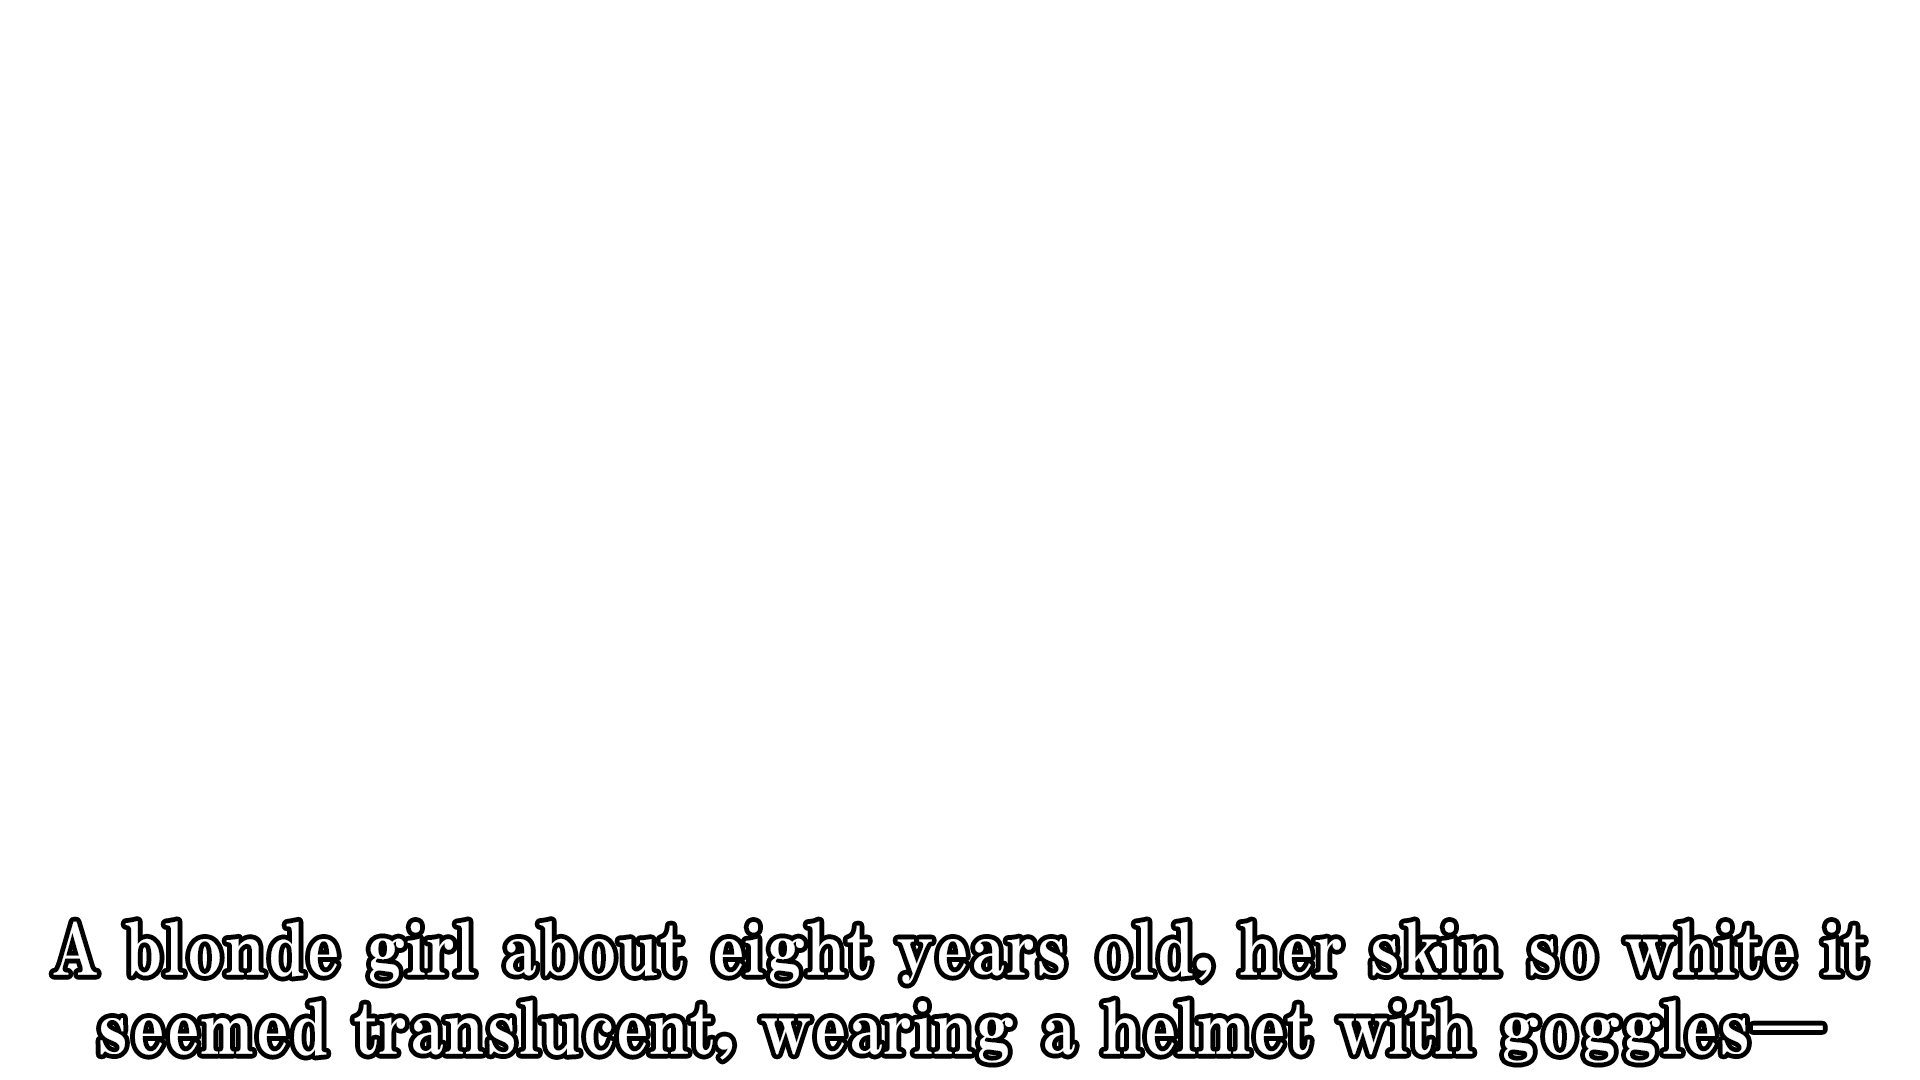 A blonde girl about eight years old, her skin so white it
seemed translucent, wearing a helmet with goggles—